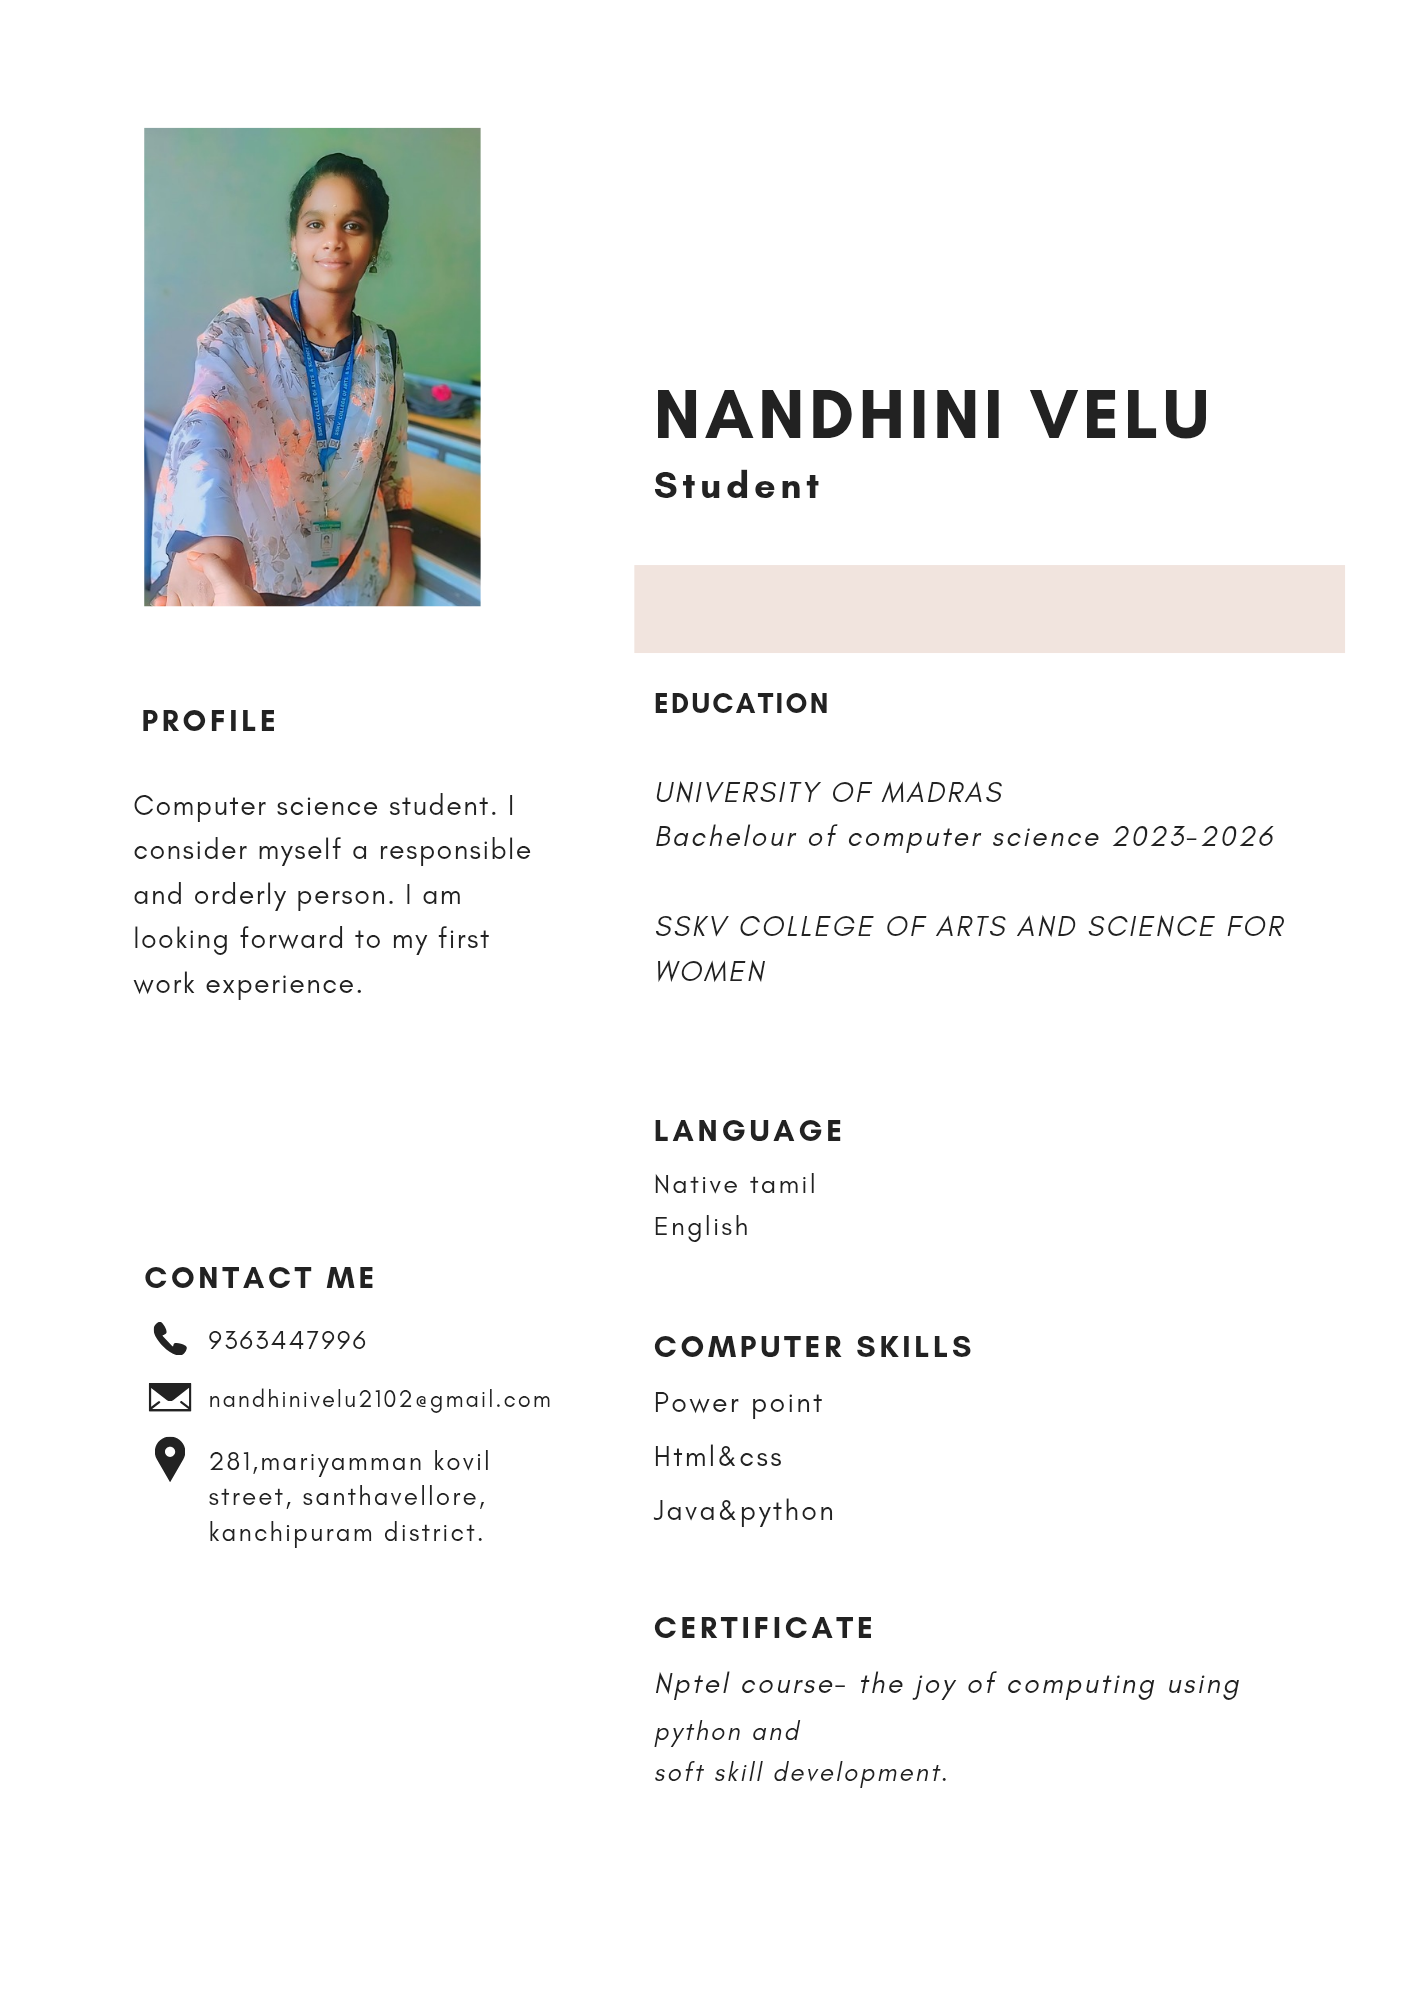 NANDHINI VELU
Student
PROFILE
Computer science student. I
consider myself a responsible
and orderly person. I am
looking forward to my first
work experience.
CONTACT ME
9363447996
nandhinivelu2102@gmail.com
281,mariyamman kovil
street, santhavellore,
kanchipuram district.
EDUCATION
UNIVERSITY OF MADRAS
Bachelour of computer science 2023-2026
SSKV COLLEGE OF ARTS AND SCIENCE FOR
WOMEN
LANGUAGE
Native tamil
English
COMPUTER SKILLS
Power point
Html&css
Java&python
CERTIFICATE
Nptel course- the joy of computing using
python and
soft skill development.